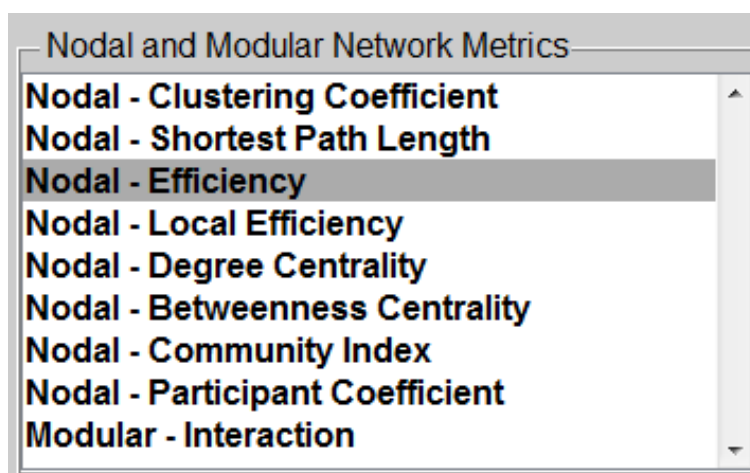 Nodal and Modular Network Metrics
Nodal - Clustering Coefficient
Nodal - Shortest Path Length
Nodal - Efficiency
Nodal - Local Efficiency
Nodal - Degree Centrality
Nodal - Betweenness Centrality
Nodal - Community Index
Nodal - Participant Coefficient
Modular - Interaction